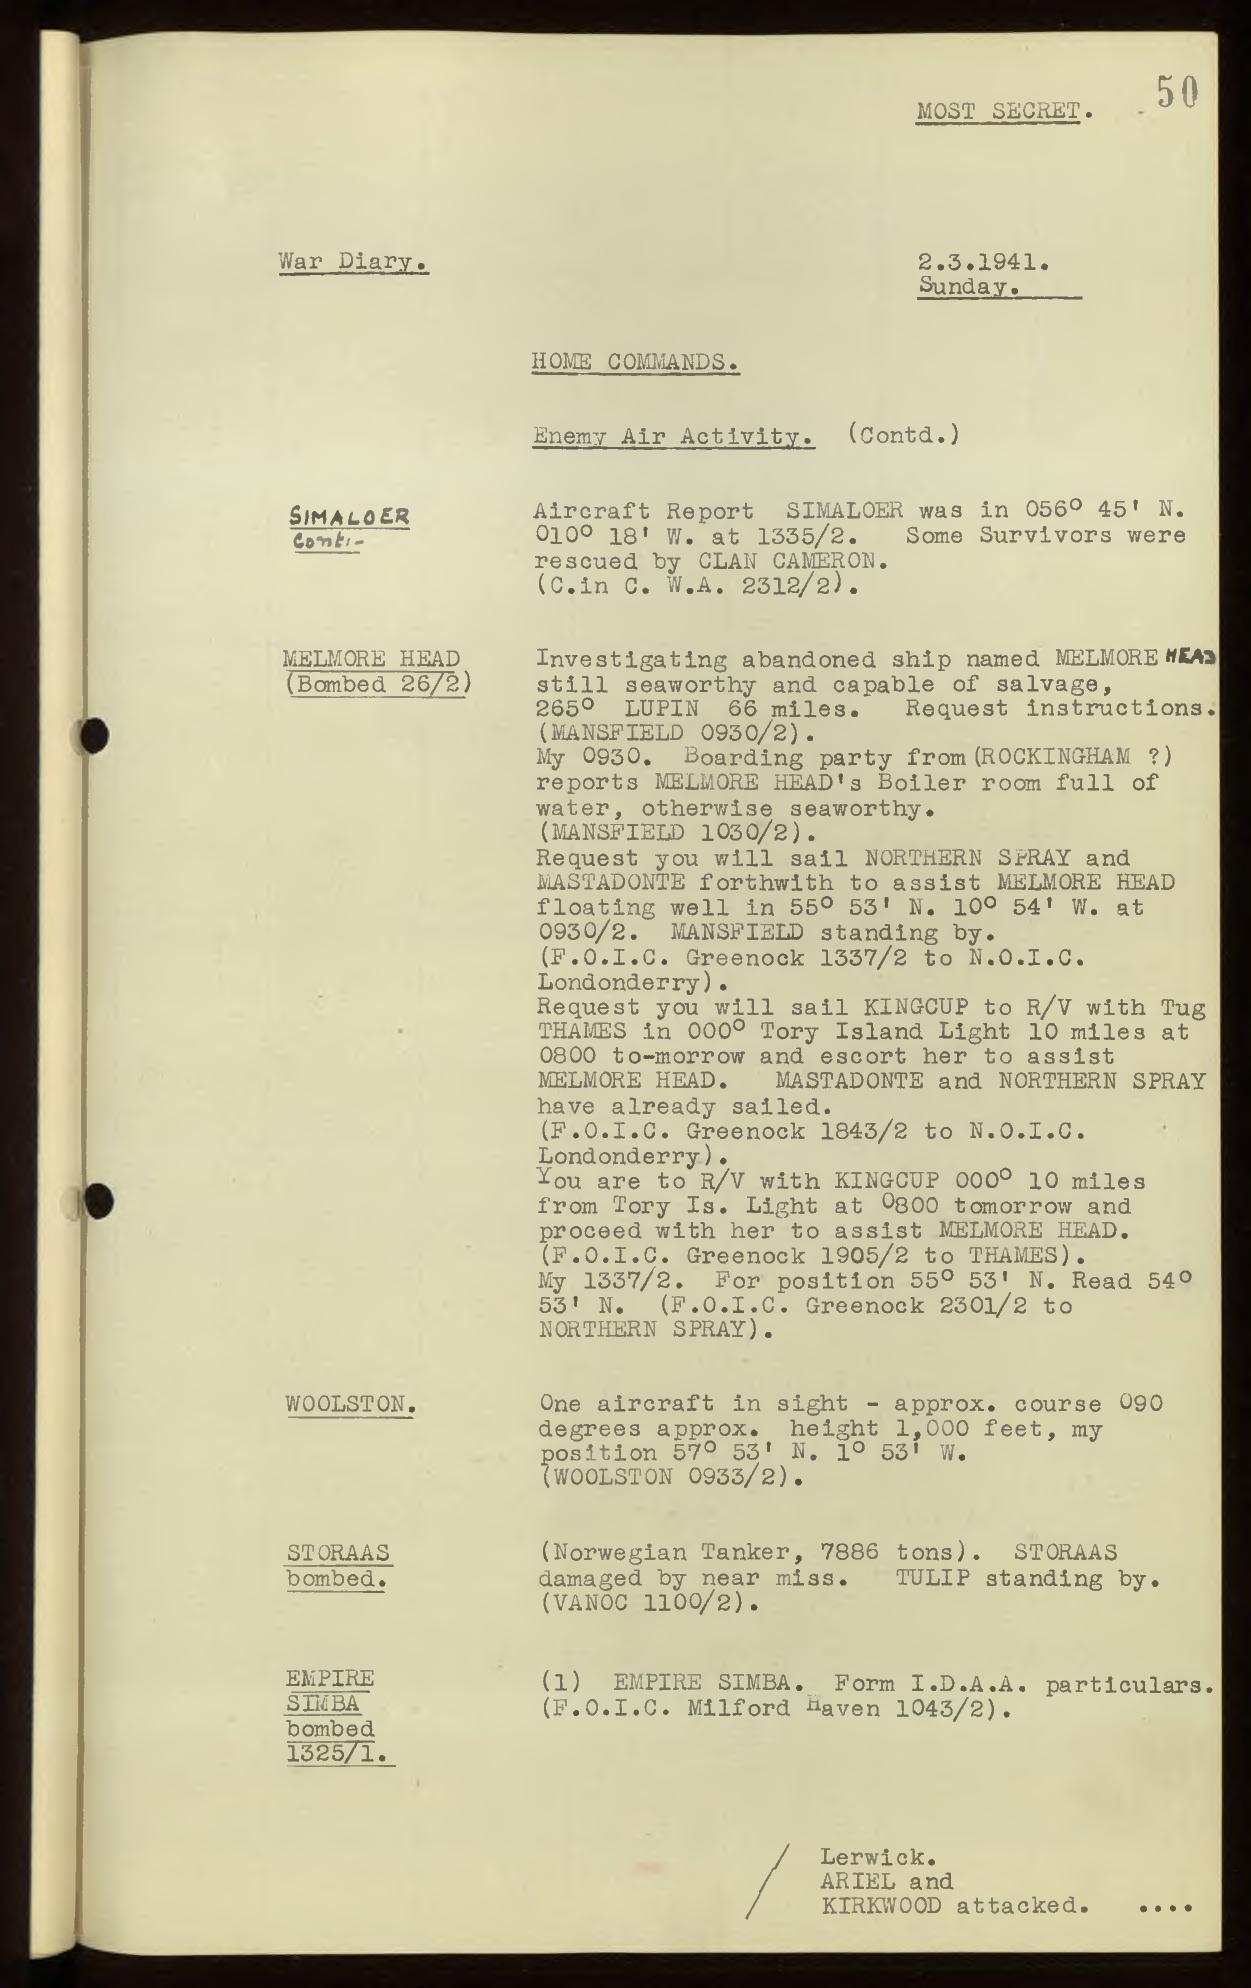 50
MOST SECRET.
War Diary.
2.3.1941.
Sunday.
HOME COMMANDS.
Enemy Air Activity. (Contd.)
SIMALOER
Cont:-
Aircraft Report SIMALOER was in 056° 45' N.
010° 18' W. at 1335/2. Some Survivors were
rescued by CLAN CAMERON.
(C.in C. W.A. 2312/2).
MELMORE HEAD
(Bombed 26/2)
Investigating abandoned ship named MELMORE HEAD
still seaworthy and capable of salvage,
265° LUPIN 66 miles. Request instructions.
(MANSFIELD 0930/2).
My 0930. Boarding party from (ROCKINGHAM ?)
reports MELMORE HEAD's Boiler room full of
water, otherwise seaworthy.
(MANSFIELD 1030/2).
Request you will sail NORTHERN SPRAY and
MASTADONTE forthwith to assist MELMORE HEAD
floating well in 55° 53' N. 10° 54' W. at
0930/2. MANSFIELD standing by.
(F.O.I.C. Greenock 1337/2 to N.O.I.C.
Londonderry).
Request you will sail KINGCUP to R/V with Tug
THAMES in 000° Tory Island Light 10 miles at
0800 to-morrow and escort her to assist
MELMORE HEAD. MASTADONTE and NORTHERN SPRAY
have already sailed.
(F.O.I.C. Greenock 1843/2 to N.O.I.C.
Londonderry).
You are to R/V with KINGCUP 000° 10 miles
from Tory Is. Light at 0800 tomorrow and
proceed with her to assist MELMORE HEAD.
(F.O.I.C. Greenock 1905/2 to THAMES).
My 1337/2. For position 55° 53' N. Read 54°
53' N. (F.O.I.C. Greenock 2301/2 to
NORTHERN SPRAY).
WOOLSTON.
One aircraft in sight - approx. course 090
degrees approx. height 1,000 feet, my
position 57° 53' N. 1° 53' W.
(WOOLSTON 0933/2).
STORAAS
bombed.
(Norwegian Tanker, 7886 tons). STORAAS
damaged by near miss. TULIP standing by.
(VANOC 1100/2).
EMPIRE
SIMBA
bombed
1325/1.
(1) EMPIRE SIMBA. Form I.D.A.A. particulars.
(F.O.I.C. Milford Haven 1043/2).
/ Lerwick.
ARIEL and
KIRKWOOD attacked. ....